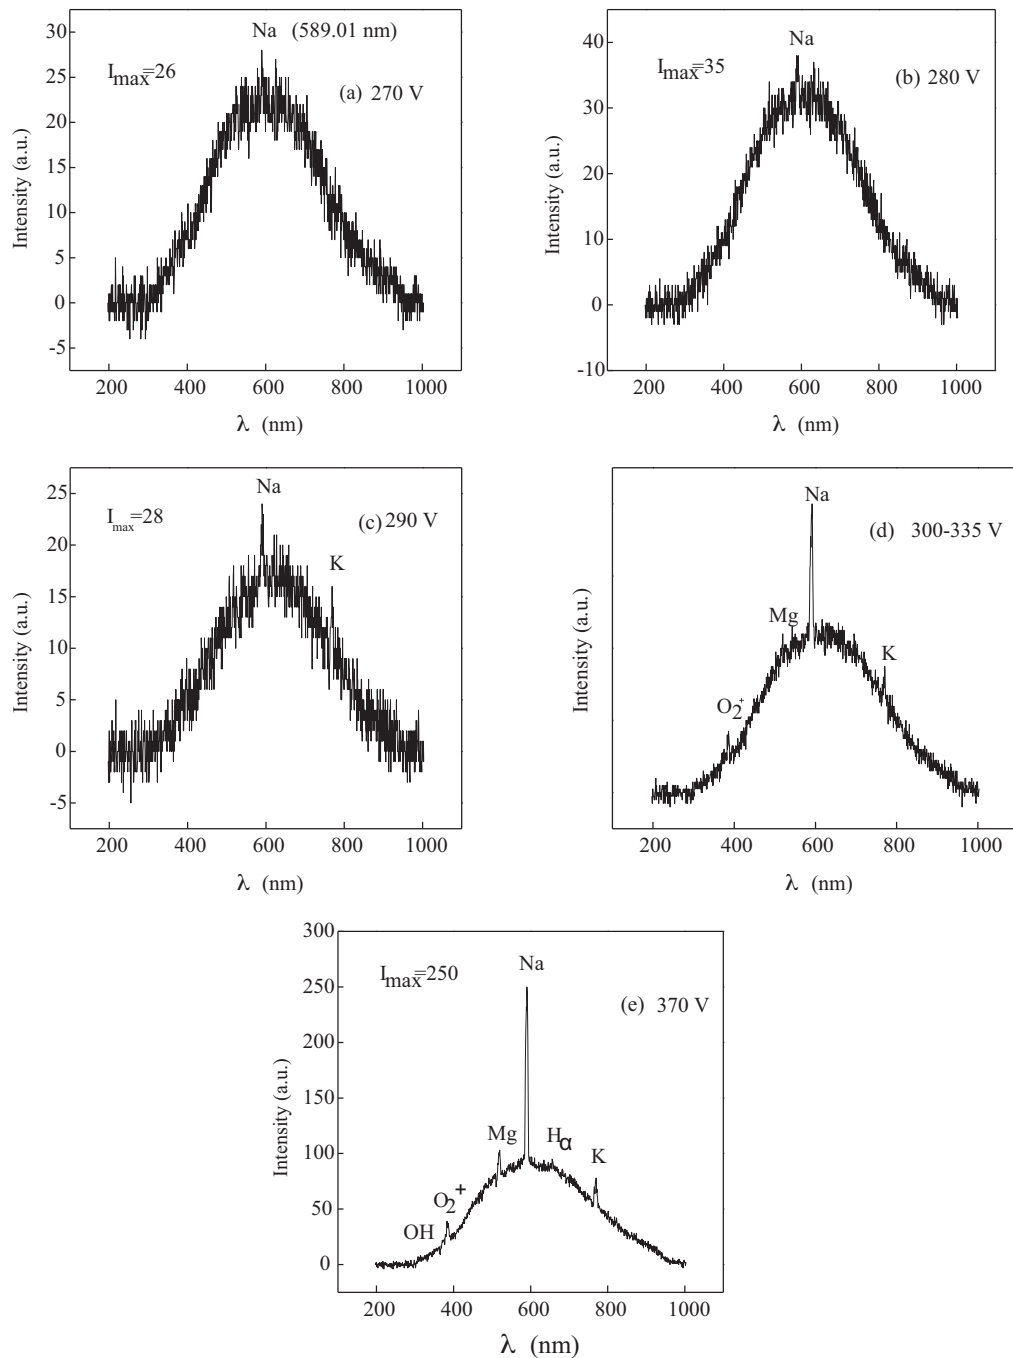 Na (589.01 nm)
Imax=26
(a) 270 V
30
25
20
15
10
5
0
-5
Intensity (a.u.)
200 400 600 800 1000
λ (nm)
Na
Imax=35
(b) 280 V
40
30
20
10
0
-10
Intensity (a.u.)
200 400 600 800 1000
λ (nm)
Na
Imax=28
(c) 290 V
K
25
20
15
10
5
0
-5
Intensity (a.u.)
200 400 600 800 1000
λ (nm)
Na
(d) 300-335 V
Mg
K
O2+
Intensity (a.u.)
200 400 600 800 1000
λ (nm)
Na
Imax=250
(e) 370 V
Mg
Hα
K
O2+
OH
300
250
200
150
100
50
0
Intensity (a.u.)
200 400 600 800 1000
λ (nm)